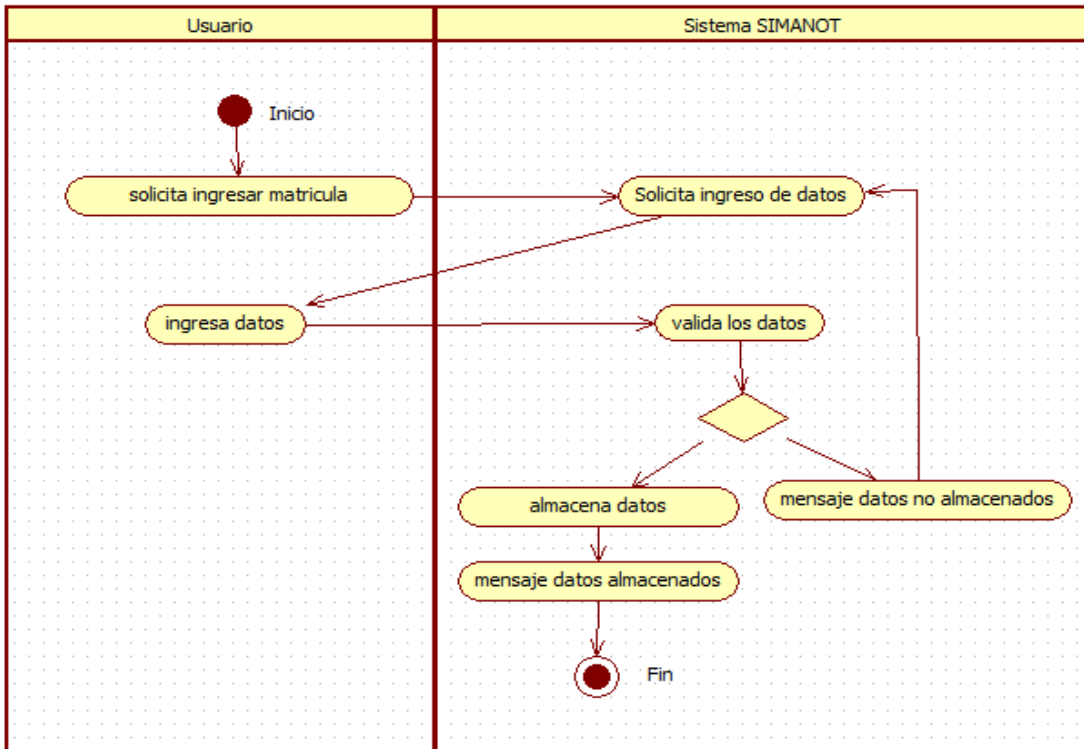 Usuario
Sistema SIMANOT
Inicio
solicita ingresar matricula
Solicita ingreso de datos
ingresa datos
valida los datos
almacena datos
mensaje datos no almacenados
mensaje datos almacenados
Fin